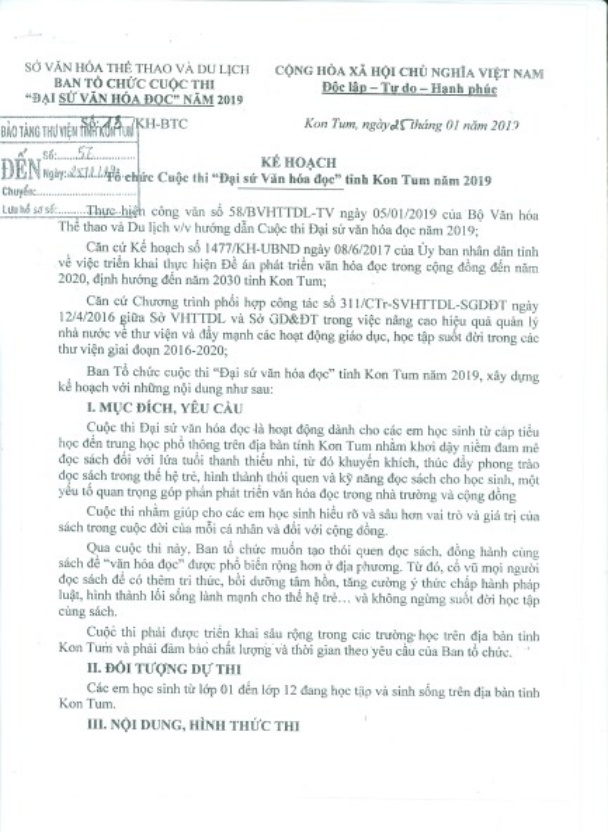 SỞ VĂN HÓA THỂ THAO VÀ DU LỊCH
BAN TỔ CHỨC CUỘC THI
“ĐẠI SỨ VĂN HÓA ĐỌC” NĂM 2019
CỘNG HÒA XÃ HỘI CHỦ NGHĨA VIỆT NAM
Độc lập – Tự do – Hạnh phúc
Số: 13 /KH-BTC
Kon Tum, ngày 25 tháng 01 năm 2019
BẢO TÀNG THƯ VIỆN TỈNH KON TUM
ĐẾN
Số: 52
Ngày:
Chuyển:
Lưu hồ sơ số:
KẾ HOẠCH
Tổ chức Cuộc thi “Đại sứ Văn hóa đọc” tỉnh Kon Tum năm 2019
Thực hiện công văn số 58/BVHTTDL-TV ngày 05/01/2019 của Bộ Văn hóa
Thể thao và Du lịch v/v hướng dẫn Cuộc thi Đại sứ văn hóa đọc năm 2019;
Căn cứ Kế hoạch số 1477/KH-UBND ngày 08/6/2017 của Ủy ban nhân dân tỉnh
về việc triển khai thực hiện Đề án phát triển văn hóa đọc trong cộng đồng đến năm
2020, định hướng đến năm 2030 tỉnh Kon Tum;
Căn cứ Chương trình phối hợp công tác số 311/CTr-SVHTTDL-SGDĐT ngày
12/4/2016 giữa Sở VHTTDL và Sở GD&ĐT trong việc nâng cao hiệu quả quản lý
nhà nước về thư viện và đẩy mạnh các hoạt động giáo dục, học tập suốt đời trong các
thư viện giai đoạn 2016-2020;
Ban Tổ chức cuộc thi “Đại sứ văn hóa đọc” tỉnh Kon Tum năm 2019, xây dựng
kế hoạch với những nội dung như sau:
I. MỤC ĐÍCH, YÊU CẦU
Cuộc thi Đại sứ văn hóa đọc là hoạt động dành cho các em học sinh từ cấp tiểu
học đến trung học phổ thông trên địa bàn tỉnh Kon Tum nhằm khơi dậy niềm đam mê
đọc sách đối với lứa tuổi thanh thiếu nhi, từ đó khuyến khích, thúc đẩy phong trào
đọc sách trong thế hệ trẻ, hình thành thói quen và kỹ năng đọc sách cho học sinh, một
yếu tố quan trọng góp phần phát triển văn hóa đọc trong nhà trường và cộng đồng
Cuộc thi nhằm giúp cho các em học sinh hiểu rõ và sâu hơn vai trò và giá trị của
sách trong cuộc đời của mỗi cá nhân và đối với cộng đồng.
Qua cuộc thi này, Ban tổ chức muốn tạo thói quen đọc sách, đồng hành cùng
sách để “văn hóa đọc” được phổ biến rộng hơn ở địa phương. Từ đó, cổ vũ mọi người
đọc sách để có thêm tri thức, bồi dưỡng tâm hồn, tăng cường ý thức chấp hành pháp
luật, hình thành lối sống lành mạnh cho thế hệ trẻ… và không ngừng suốt đời học tập
cùng sách.
Cuộc thi phải được triển khai sâu rộng trong các trường học trên địa bàn tỉnh
Kon Tum và phải đảm bảo chất lượng và thời gian theo yêu cầu của Ban tổ chức.
II. ĐỐI TƯỢNG DỰ THI
Các em học sinh từ lớp 01 đến lớp 12 đang học tập và sinh sống trên địa bàn tỉnh
Kon Tum.
III. NỘI DUNG, HÌNH THỨC THI